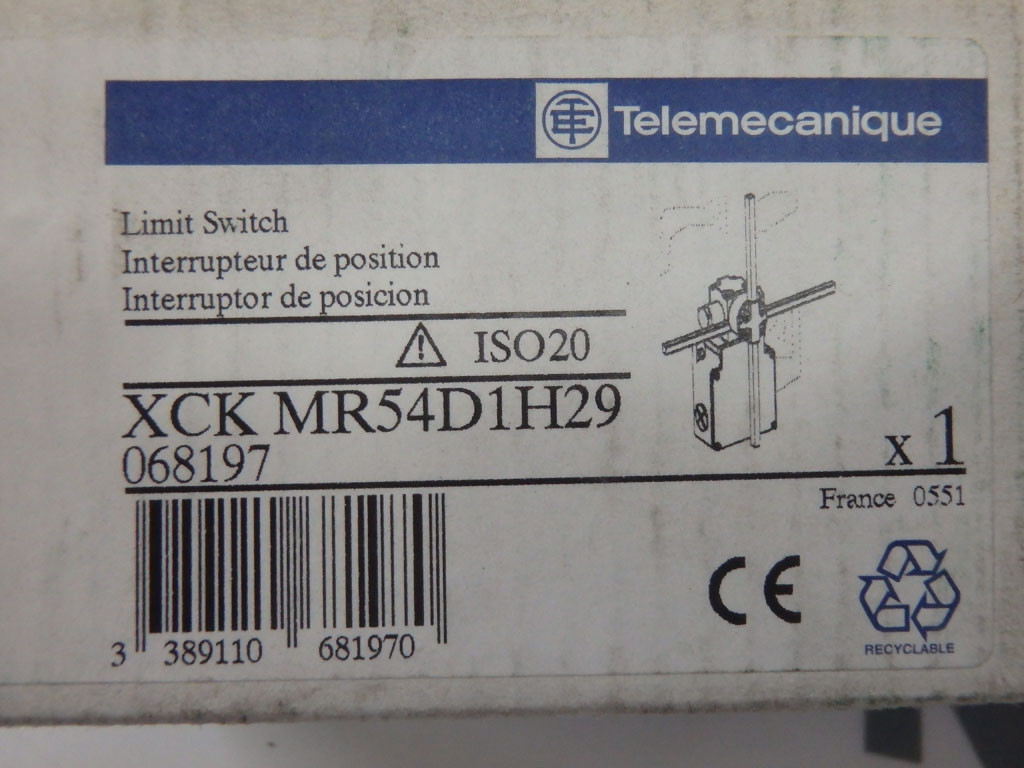 Telemecanique
Limit Switch
Interrupteur de position
Interruptor de posicion
ISO20
XCK MR54D1H29
068197
x 1
France 0551
3 389110 681970
CE
RECYCLABLE